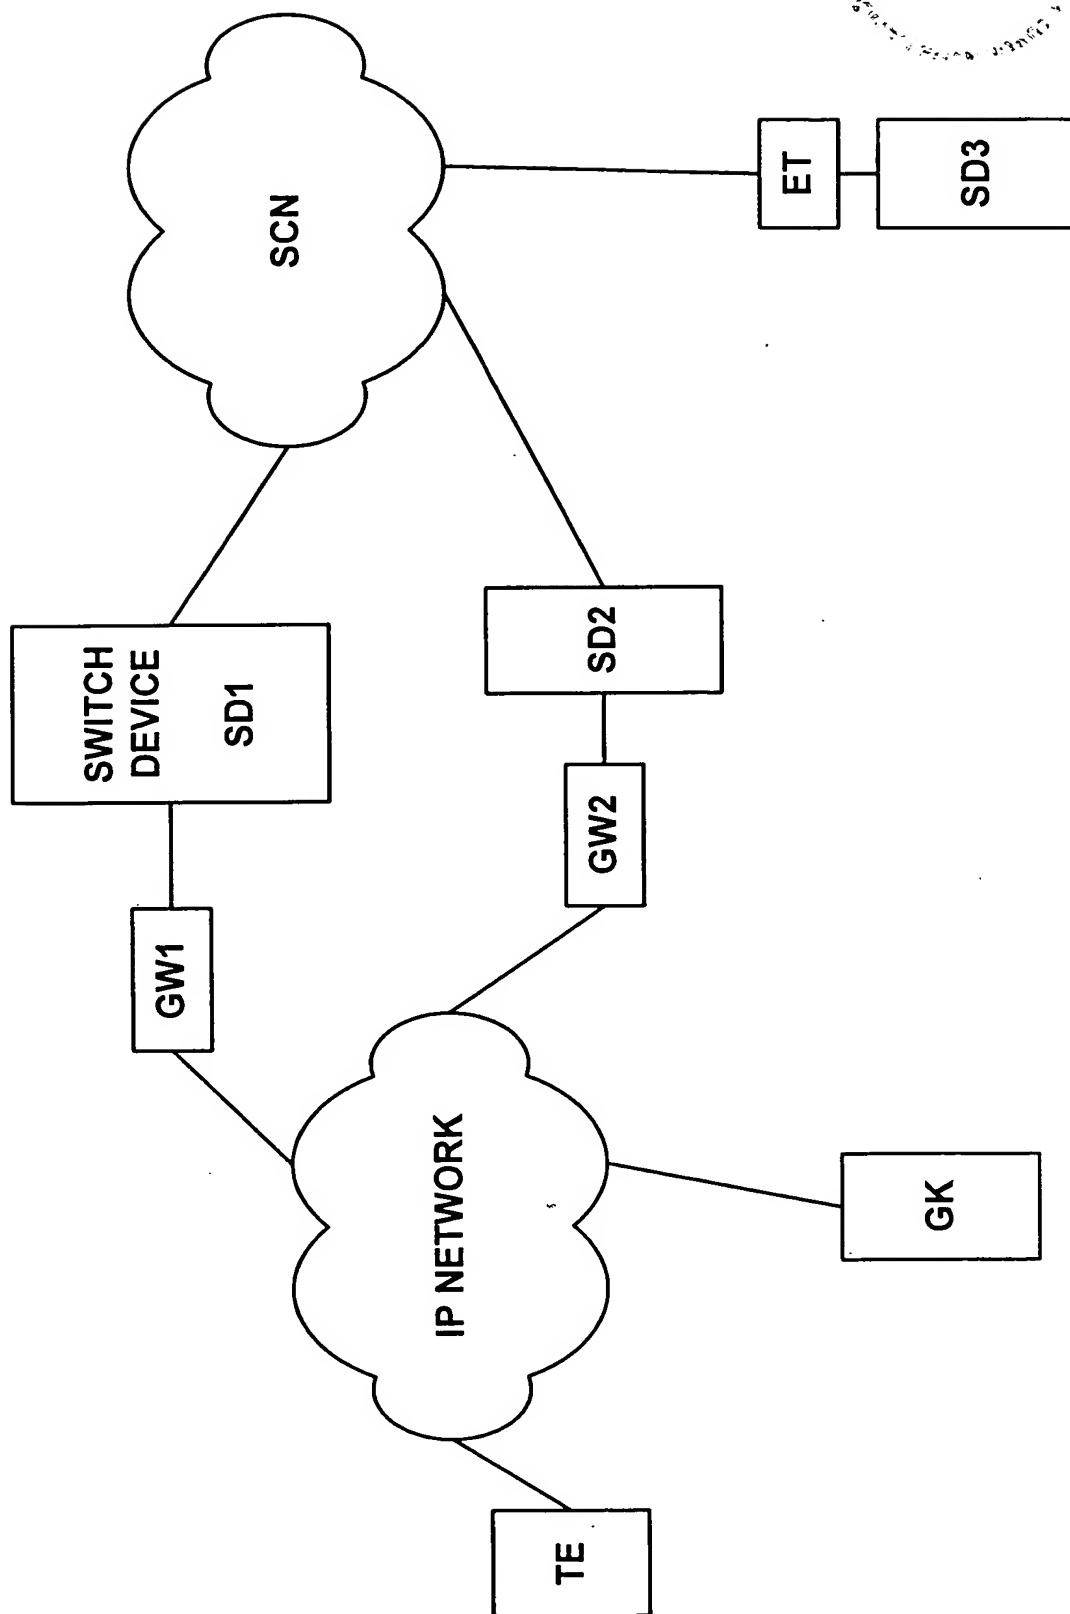 SWITCH
DEVICE
SD1
SCN
GW1
SD2
GW2
ET
SD3
IP NETWORK
GK
TE